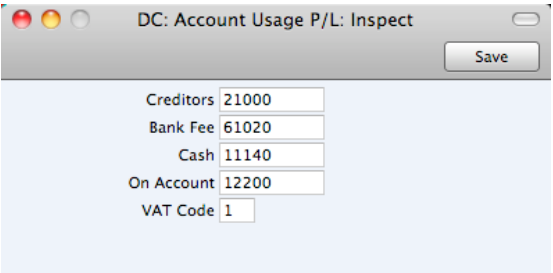 DC: Account Usage P/L: Inspect
Save
Creditors 21000
Bank Fee 61020
Cash 11140
On Account 12200
VAT Code 1